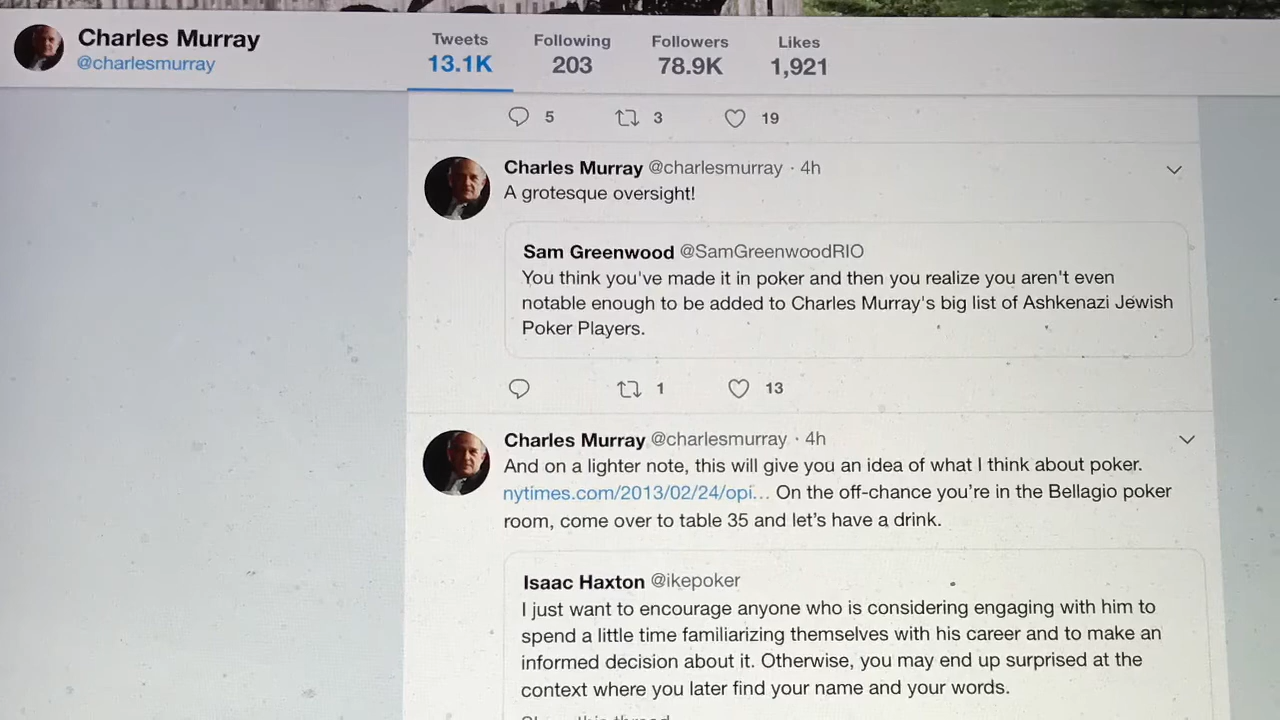 Charles Murray
@charlesmurray
Tweets Following Followers Likes
13.1K 203 78.9K 1,921
5 3 19
Charles Murray @charlesmurray · 4h
A grotesque oversight!
Sam Greenwood @SamGreenwoodRIO
You think you've made it in poker and then you realize you aren't even
notable enough to be added to Charles Murray's big list of Ashkenazi Jewish
Poker Players.
1 13
Charles Murray @charlesmurray · 4h
And on a lighter note, this will give you an idea of what I think about poker.
nytimes.com/2013/02/24/opi... On the off-chance you’re in the Bellagio poker
room, come over to table 35 and let’s have a drink.
Isaac Haxton @ikepoker
I just want to encourage anyone who is considering engaging with him to
spend a little time familiarizing themselves with his career and to make an
informed decision about it. Otherwise, you may end up surprised at the
context where you later find your name and your words.